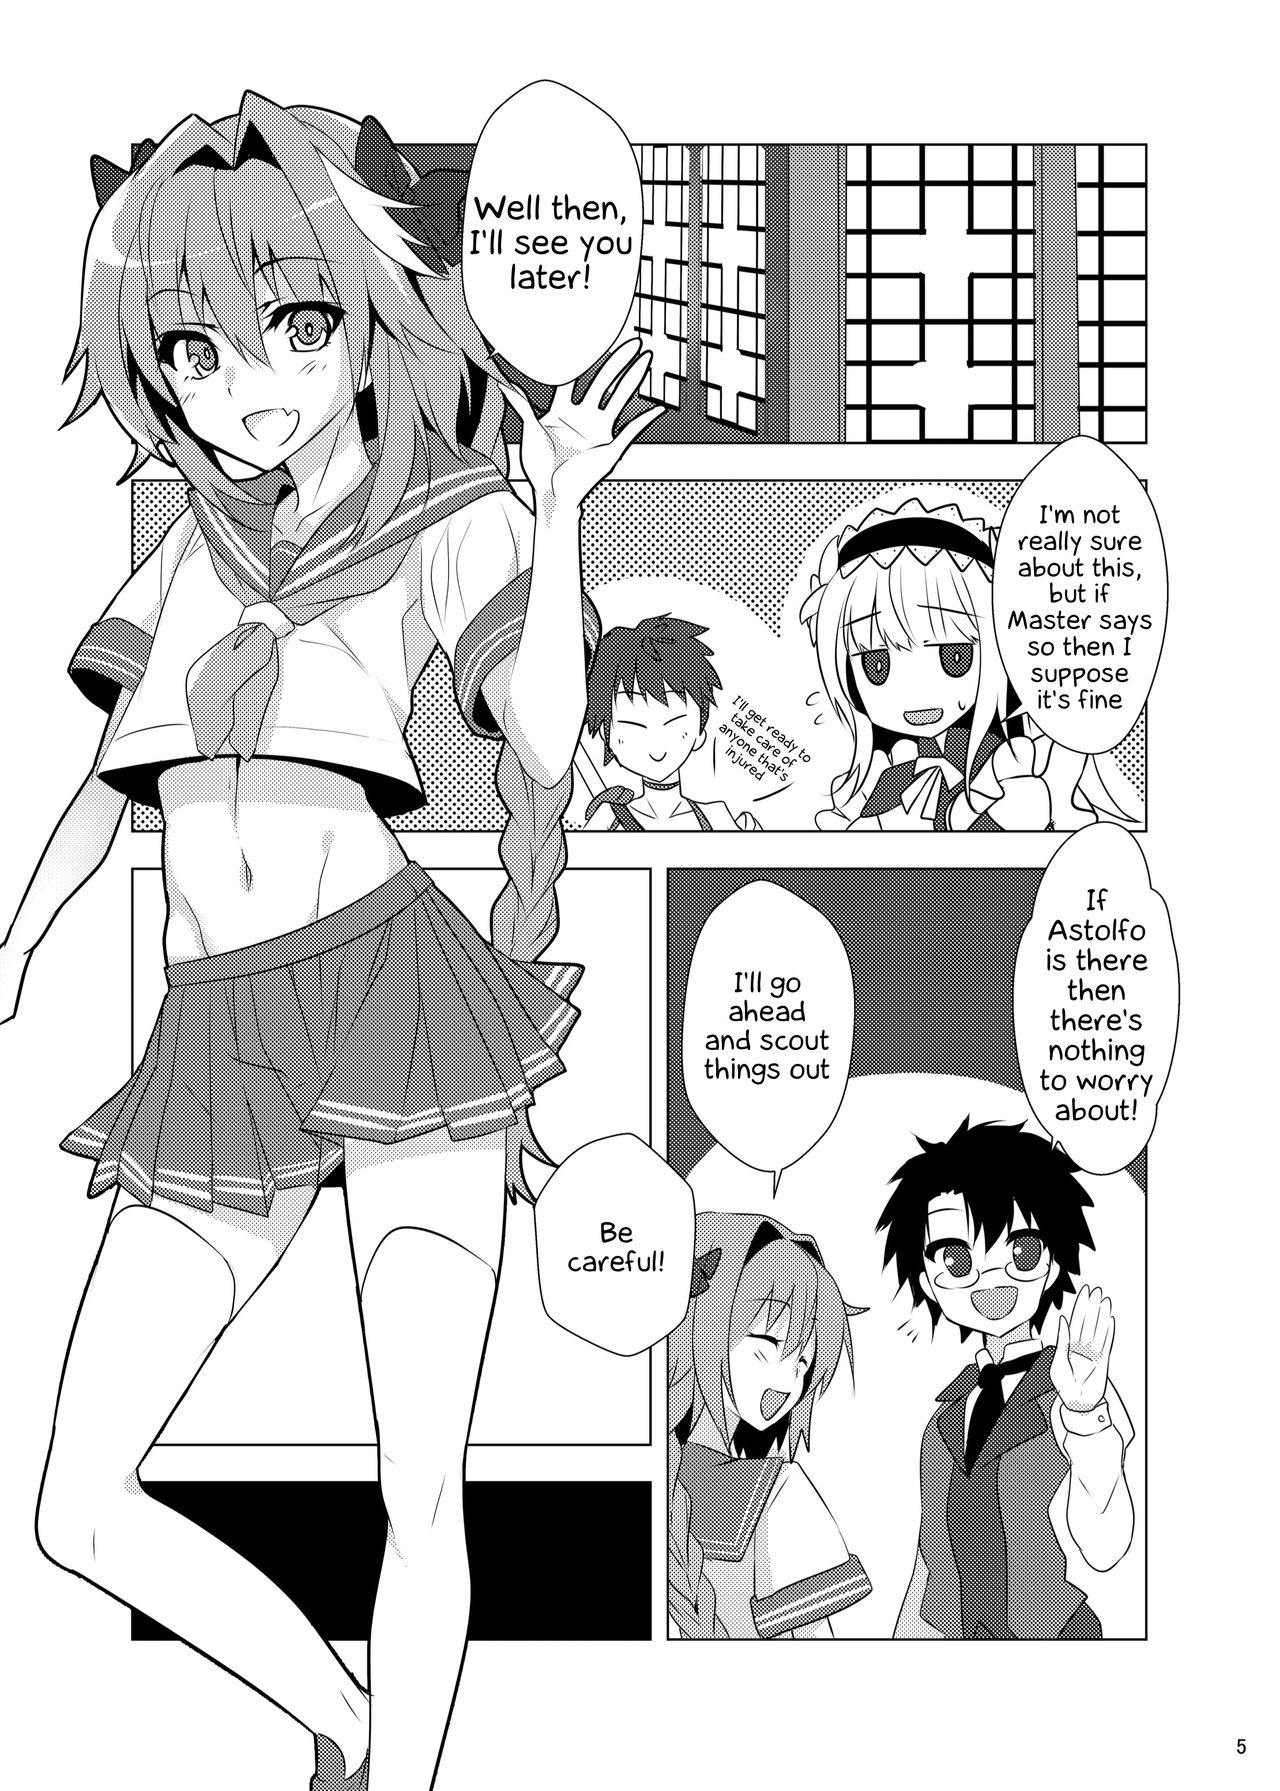 I'm not
really sure
about this,
but if
Master says
so then I
suppose
it's fine
I'll get ready to
take care of
anyone that's
injured
If
Astolfo
is there
then
there's
nothing
to worry
about!
I'll go
ahead
and scout
things out
Be
careful!
Well then,
I'll see you
later!
5